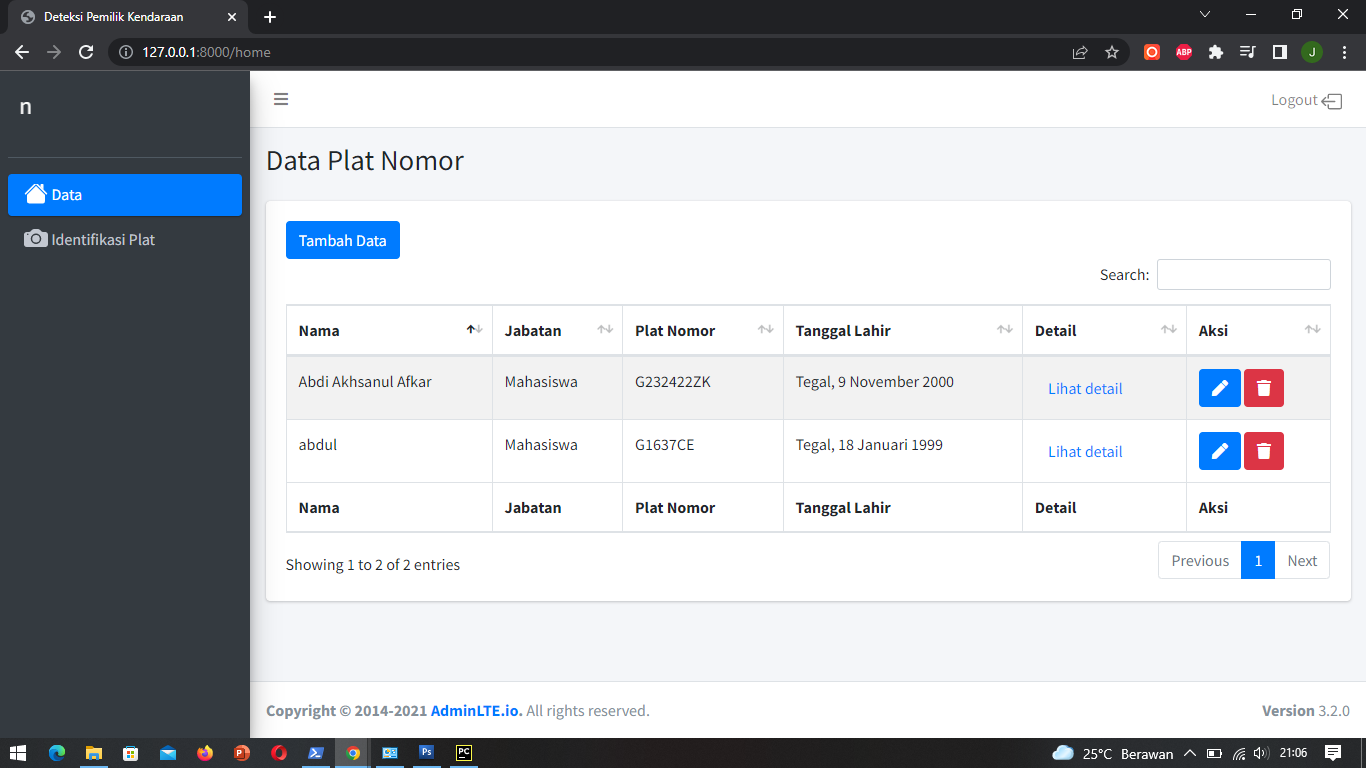 Deteksi Pemilik Kendaraan
127.0.0.1:8000/home
ABP
J
n
Logout
Data
Identifikasi Plat
Data Plat Nomor
Tambah Data
Search:
Nama Jabatan Plat Nomor Tanggal Lahir Detail Aksi
Abdi Akhsanul Afkar Mahasiswa G232422ZK Tegal, 9 November 2000 Lihat detail
abdul Mahasiswa G1637CE Tegal, 18 Januari 1999 Lihat detail
Nama Jabatan Plat Nomor Tanggal Lahir Detail Aksi
Showing 1 to 2 of 2 entries
Previous 1 Next
Copyright © 2014-2021 AdminLTE.io. All rights reserved.
Version 3.2.0
P
Ps
PC
25°C Berawan
21:06